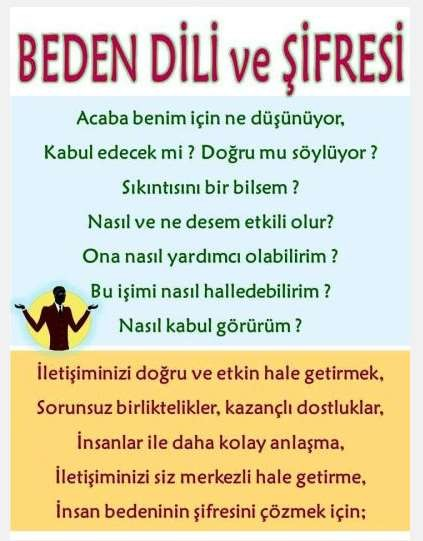 BEDEN DİLİ ve ŞİFRESİ
Acaba benim için ne düşünüyor,
Kabul edecek mi ? Doğru mu söylüyor ?
Sıkıntısını bir bilsem ?
Nasıl ve ne desem etkili olur?
Ona nasıl yardımcı olabilirim ?
Bu işimi nasıl halledebilirim ?
Nasıl kabul görürüm ?
İletişiminizi doğru ve etkin hale getirmek,
Sorunsuz birliktelikler, kazançlı dostluklar,
İnsanlar ile daha kolay anlaşma,
İletişiminizi siz merkezli hale getirme,
İnsan bedeninin şifresini çözmek için;